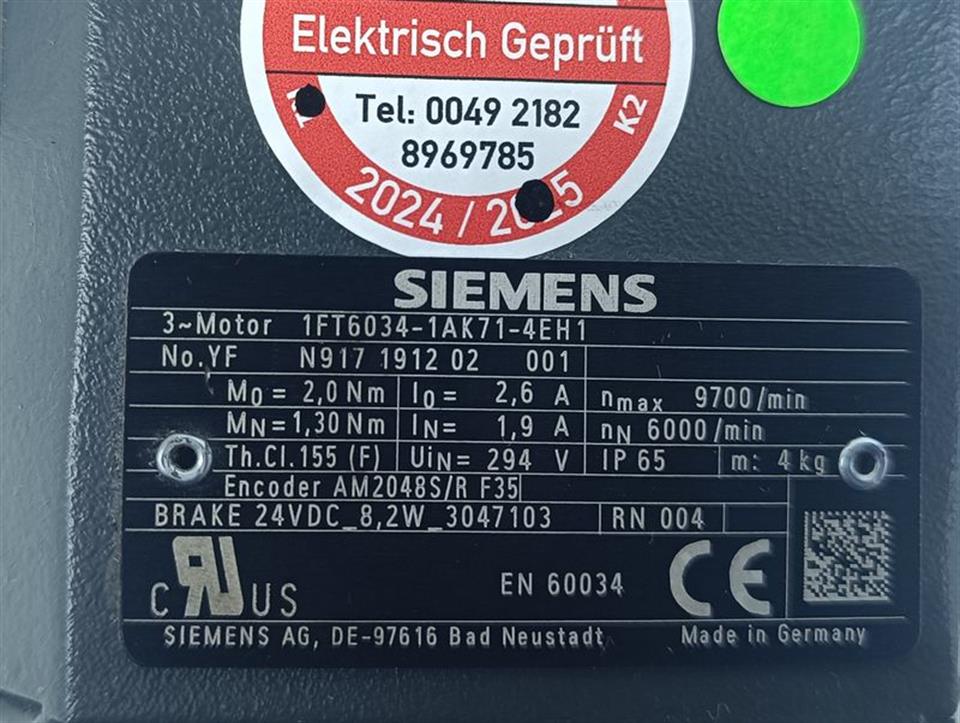 Elektrisch Geprüft
Tel: 0049 2182
8969785
K2
2024 / 2025
SIEMENS
3~Motor 1FT6034-1AK71-4EH1
No.YF N917 1912 02 001
M0 = 2,0 Nm I0 = 2,6 A nmax 9700/min
MN = 1,30 Nm IN = 1,9 A nN 6000/min
Th.Cl.155 (F) UiN = 294 V IP 65 m: 4 kg
Encoder AM2048S/R F35
BRAKE 24VDC_8,2W_3047103 RN 004
c RU US EN 60034 CE
SIEMENS AG, DE-97616 Bad Neustadt Made in Germany